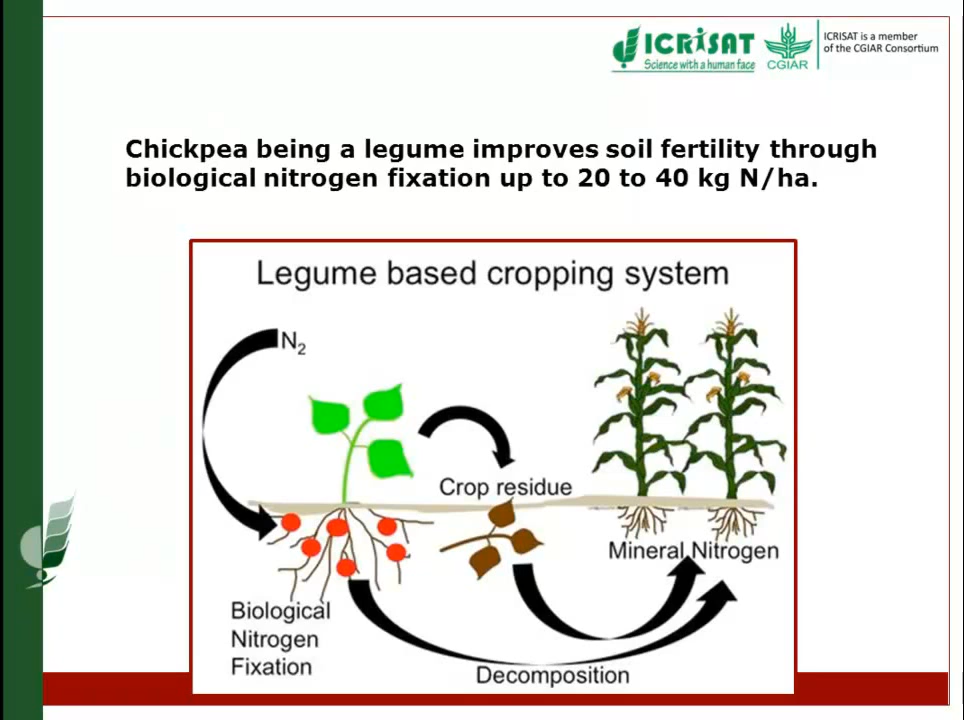 ICRISAT
Science with a human face
CGIAR
ICRISAT is a member
of the CGIAR Consortium
Chickpea being a legume improves soil fertility through
biological nitrogen fixation up to 20 to 40 kg N/ha.
Legume based cropping system
N2
Crop residue
Mineral Nitrogen
Biological
Nitrogen
Fixation
Decomposition